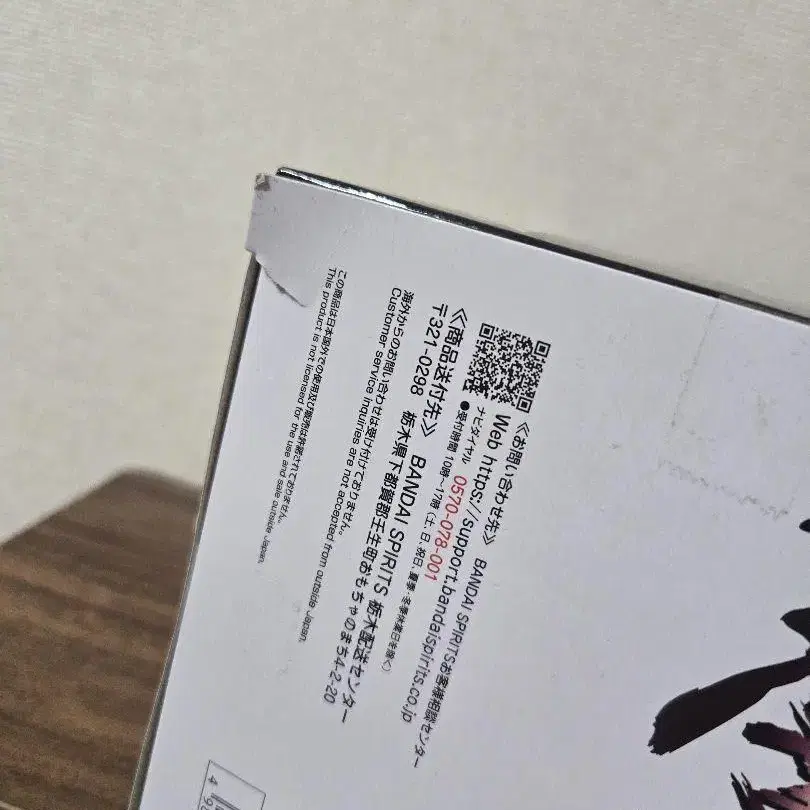 《お問い合わせ先》 BANDAI SPIRITSお客様相談センター
Web https://support.bandaispirits.co.jp
ナビダイヤル 0570-078-001
●受付時間 10時〜17時(土、日、祝日、夏季・冬季休業日を除く)
《商品送付先》 BANDAI SPIRITS 栃木配送センター
〒321-0298 栃木県下都賀郡壬生町おもちゃのまち4-2-20
海外からのお問い合わせは受け付けておりません。
Customer service inquiries are not accepted from outside Japan.
この商品は日本国外での使用及び販売は許諾されておりません。
This product is not licensed for the use and sale outside Japan.
4